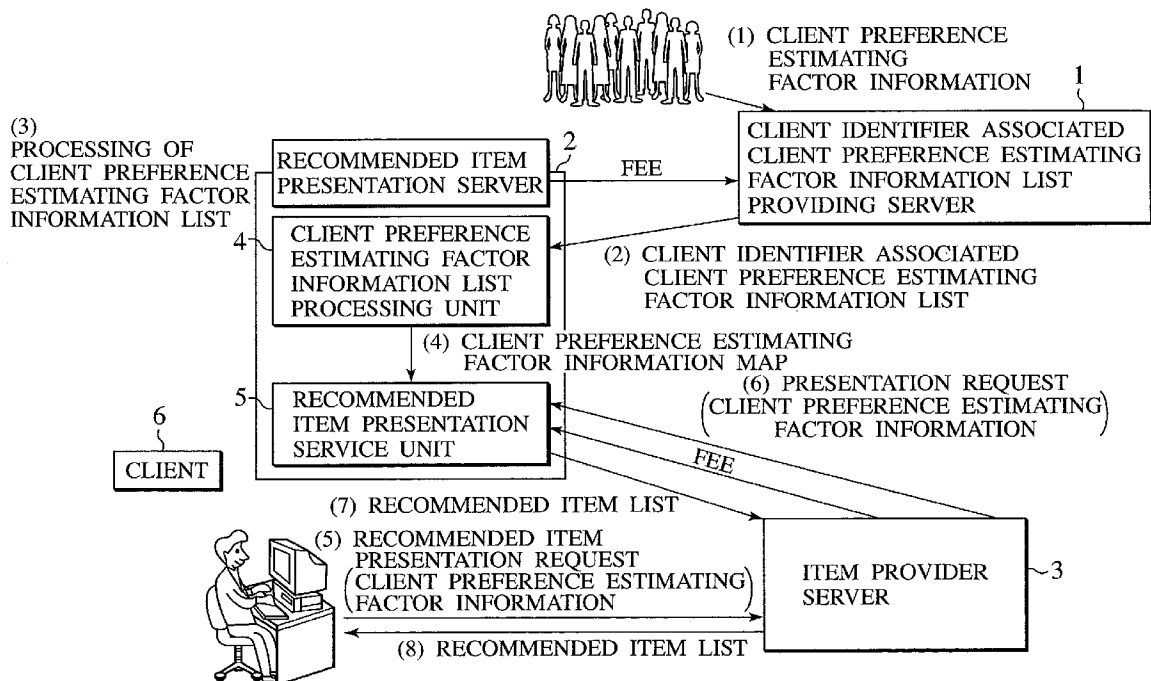 (1) CLIENT PREFERENCE
ESTIMATING
FACTOR INFORMATION
1
CLIENT IDENTIFIER ASSOCIATED
CLIENT PREFERENCE ESTIMATING
FACTOR INFORMATION LIST
PROVIDING SERVER
(3)
PROCESSING OF
CLIENT PREFERENCE
ESTIMATING FACTOR
INFORMATION LIST
2
RECOMMENDED ITEM
PRESENTATION SERVER
FEE
4
CLIENT PREFERENCE
ESTIMATING FACTOR
INFORMATION LIST
PROCESSING UNIT
(2) CLIENT IDENTIFIER ASSOCIATED
CLIENT PREFERENCE ESTIMATING
FACTOR INFORMATION LIST
(4) CLIENT PREFERENCE ESTIMATING
FACTOR INFORMATION MAP
5
RECOMMENDED
ITEM PRESENTATION
SERVICE UNIT
(6) PRESENTATION REQUEST
(CLIENT PREFERENCE ESTIMATING
FACTOR INFORMATION)
FEE
6
CLIENT
(7) RECOMMENDED ITEM LIST
(5) RECOMMENDED ITEM
PRESENTATION REQUEST
(CLIENT PREFERENCE ESTIMATING
FACTOR INFORMATION)
ITEM PROVIDER
SERVER
3
(8) RECOMMENDED ITEM LIST